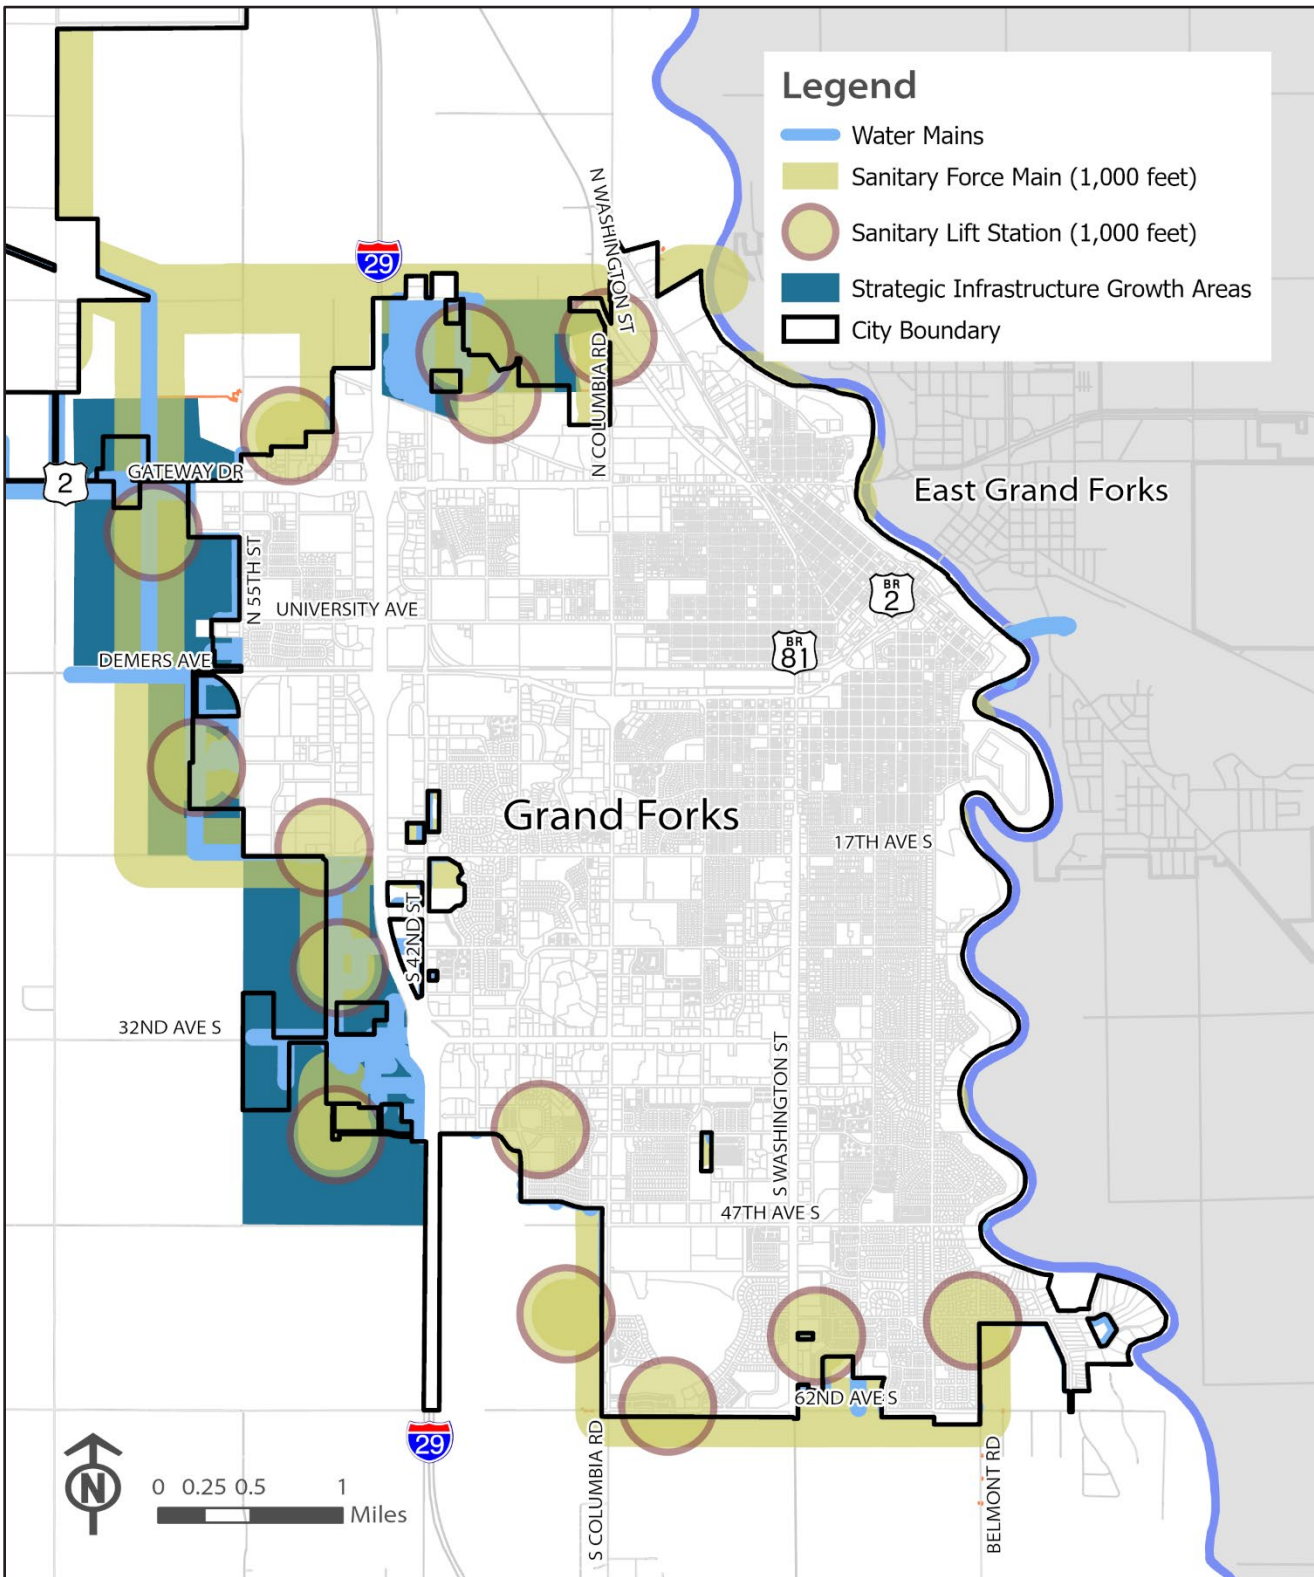 Legend
Water Mains
Sanitary Force Main (1,000 feet)
Sanitary Lift Station (1,000 feet)
Strategic Infrastructure Growth Areas
City Boundary
N WASHINGTON ST
29
N COLUMBIA RD
GATEWAY DR
2
East Grand Forks
N 55TH ST
UNIVERSITY AVE
BR
2
BR
81
DEMERS AVE
Grand Forks
17TH AVE S
S 42ND ST
32ND AVE S
S WASHINGTON ST
47TH AVE S
62ND AVE S
29
S COLUMBIA RD
BELMONT RD
N
0 0.25 0.5 1
Miles